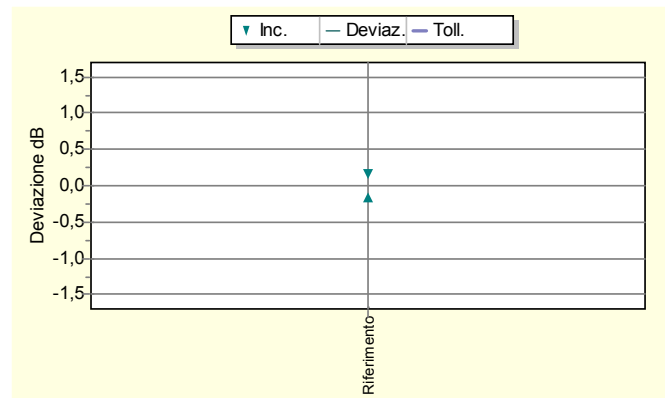 Inc. Deviaz. Toll.
Deviazione dB
1,5
1,0
0,5
0,0
-0,5
-1,0
-1,5
Riferimento